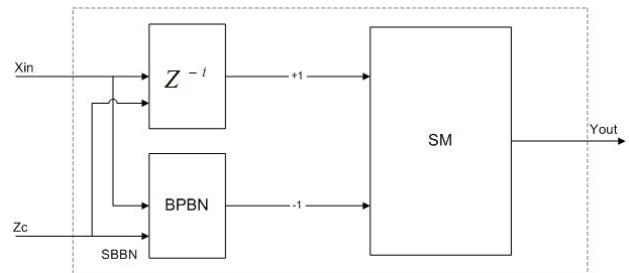 Xin
Z^{-i}
+1
SM
Yout
BPBN
-1
Zc
SBBN